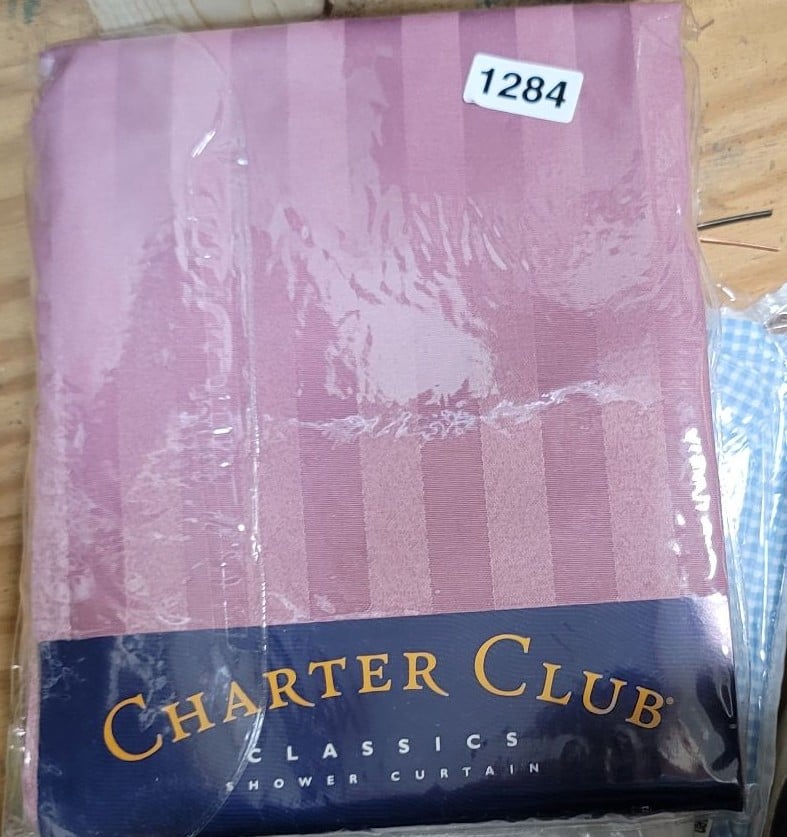 1284
CHARTER CLUB®
CLASSICS
SHOWER CURTAIN